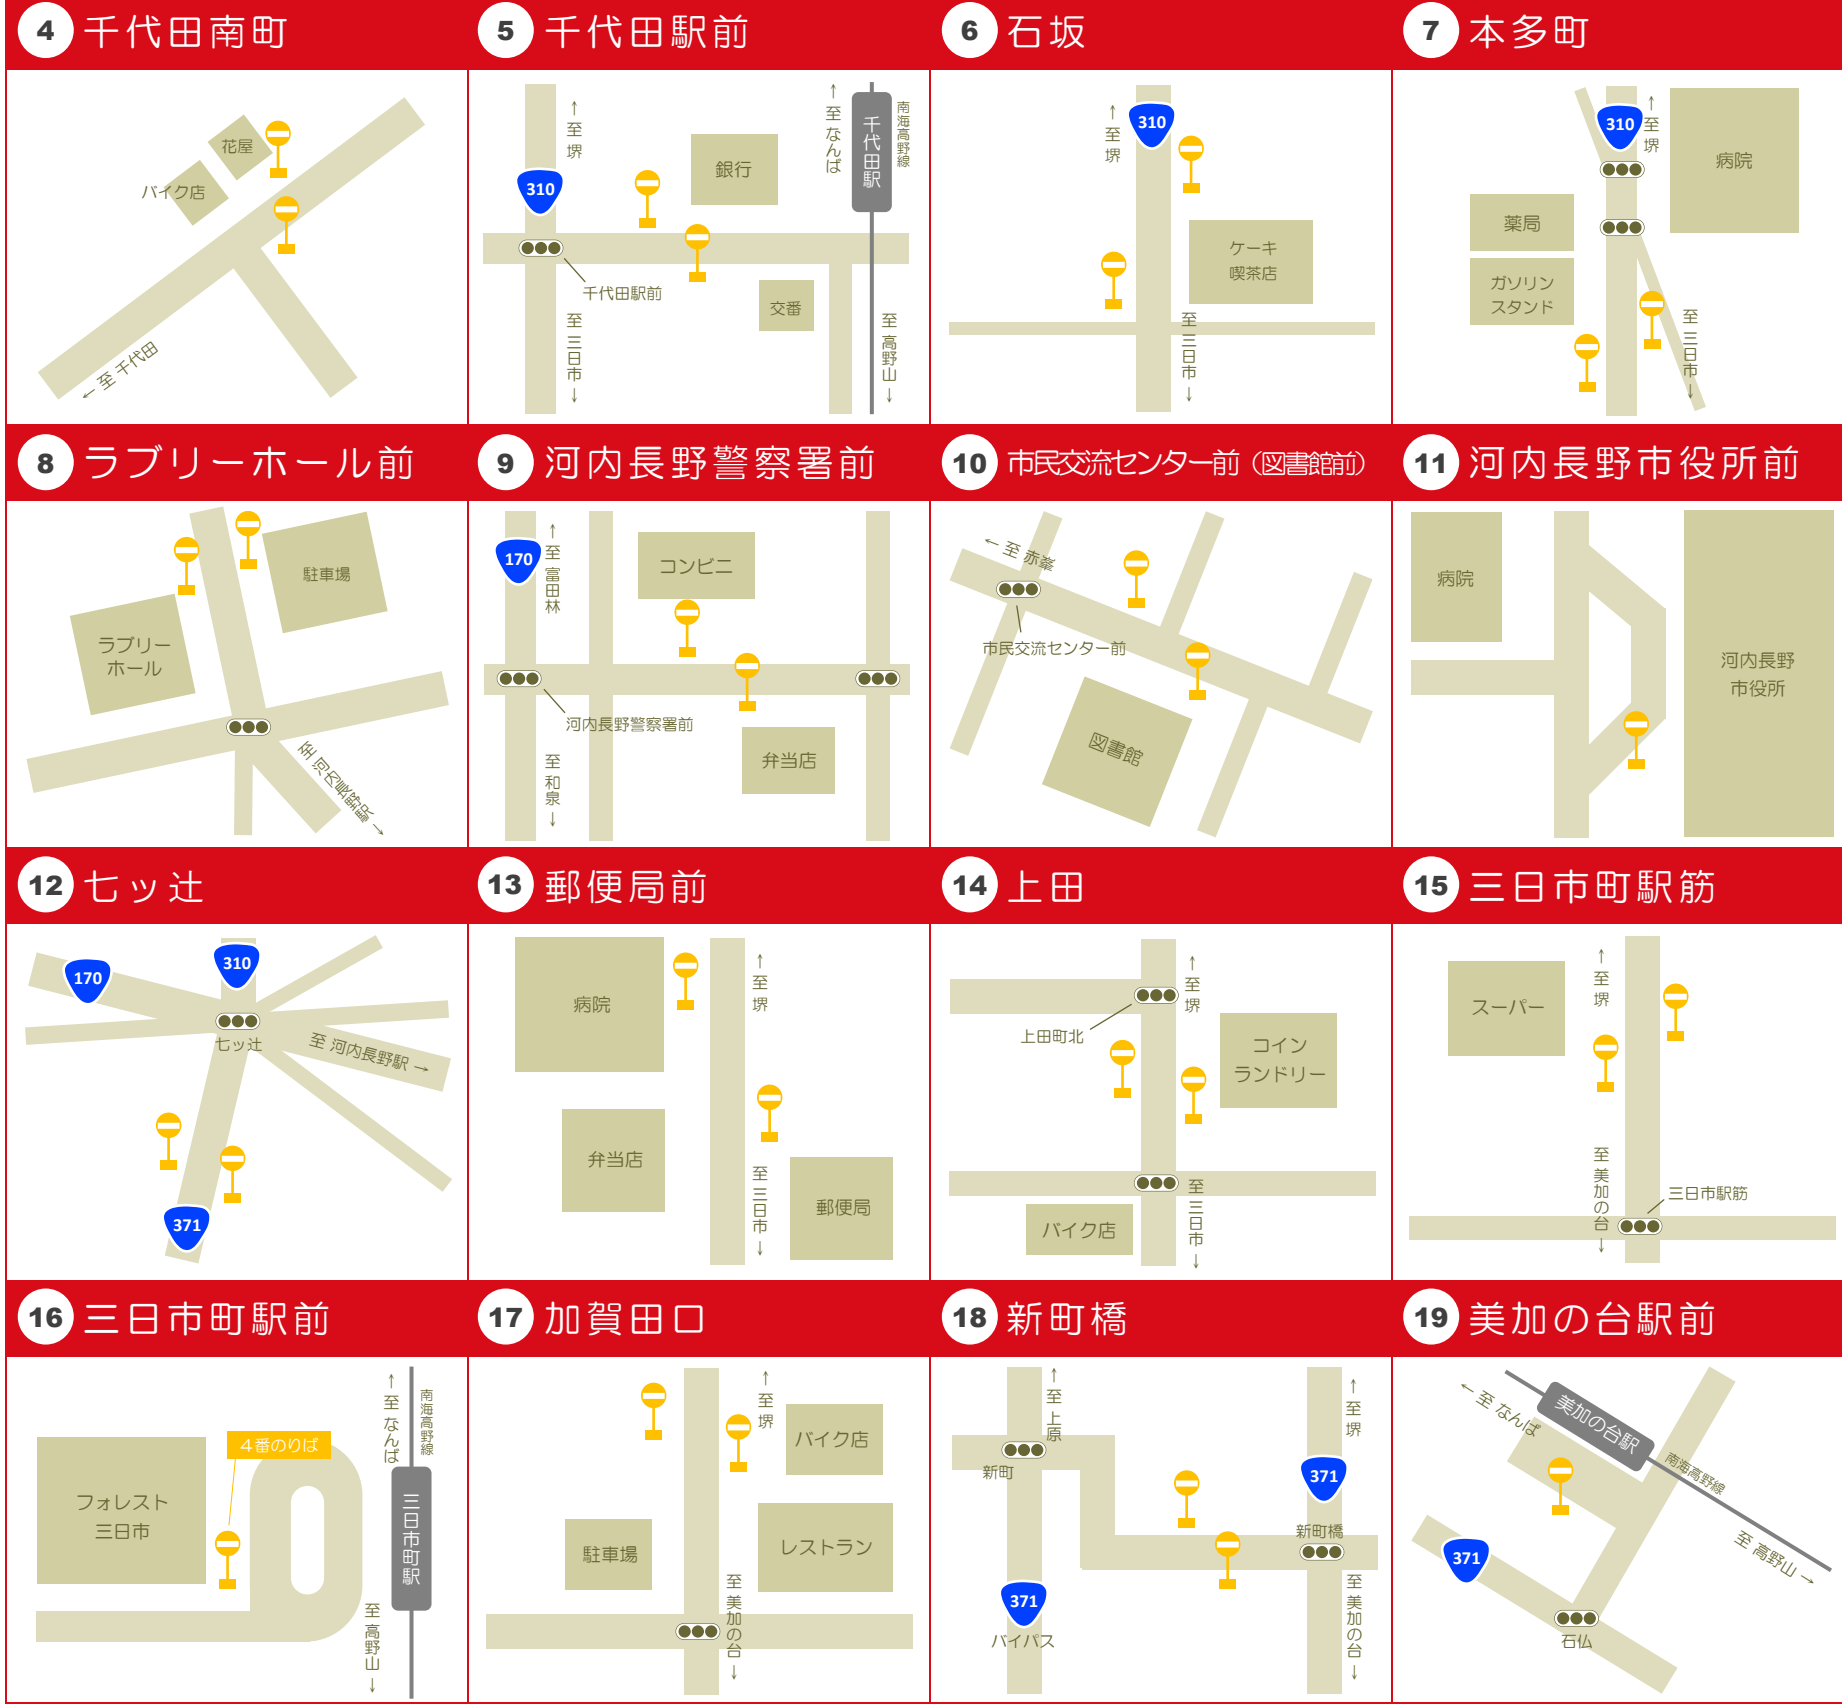 4 千代田南町
花屋
バイク店
← 至 千代田
5 千代田駅前
↑至 堺
310
銀行
↑至 なんば
千代田駅
南海高野線
千代田駅前
交番
至 三日市↓
至 高野山↓
6 石坂
↑至 堺
310
ケーキ
喫茶店
至 三日市↓
7 本多町
310
↑至 堺
病院
薬局
ガソリン
スタンド
至 三日市↓
8 ラブリーホール前
駐車場
ラブリー
ホール
至 河内長野駅 →
9 河内長野警察署前
170
↑至 富田林
コンビニ
河内長野警察署前
弁当店
至 和泉↓
10 市民交流センター前（図書館前）
← 至 赤峯
市民交流センター前
図書館
11 河内長野市役所前
病院
河内長野
市役所
12 七ッ辻
170
310
七ッ辻
至 河内長野駅 →
371
13 郵便局前
病院
↑至 堺
弁当店
至 三日市↓
郵便局
14 上田
↑至 堺
上田町北
コイン
ランドリー
バイク店
至 三日市↓
15 三日市町駅筋
↑至 堺
スーパー
至 美加の台↓
三日市駅筋
16 三日市町駅前
↑至 なんば
南海高野線
4番のりば
フォレスト
三日市
三日市町駅
至 高野山↓
17 加賀田口
↑至 堺
バイク店
駐車場
レストラン
至 美加の台↓
18 新町橋
↑至 上原
↑至 堺
新町
371
新町橋
371
バイパス
至 美加の台↓
19 美加の台駅前
← 至 なんば
美加の台駅
南海高野線
371
至 高野山 →
石仏